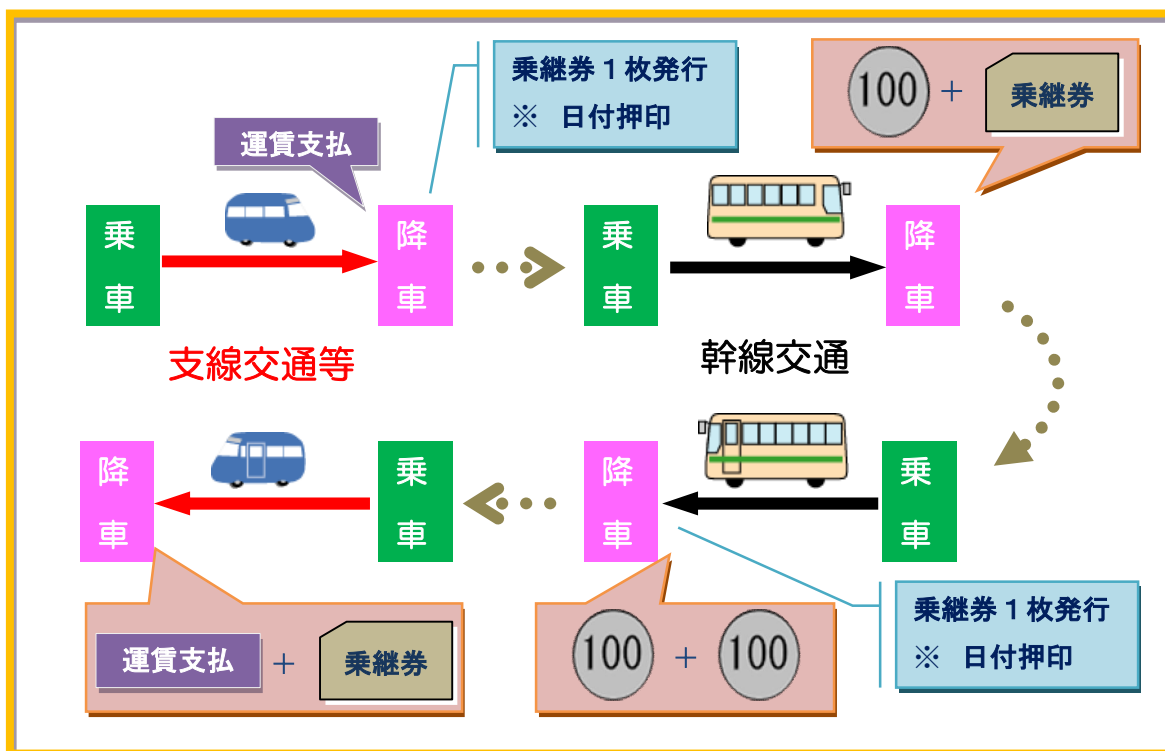 乗継券１枚発行
※ 日付押印
100 + 乗継券
運賃支払
乗車
降車
乗車
降車
支線交通等
幹線交通
降車
乗車
降車
乗車
運賃支払 + 乗継券
100 + 100
乗継券１枚発行
※ 日付押印